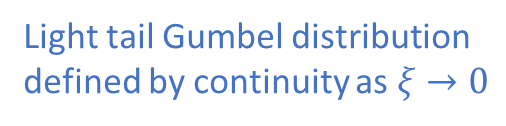 Light tail Gumbel distribution
defined by continuity as ξ → 0